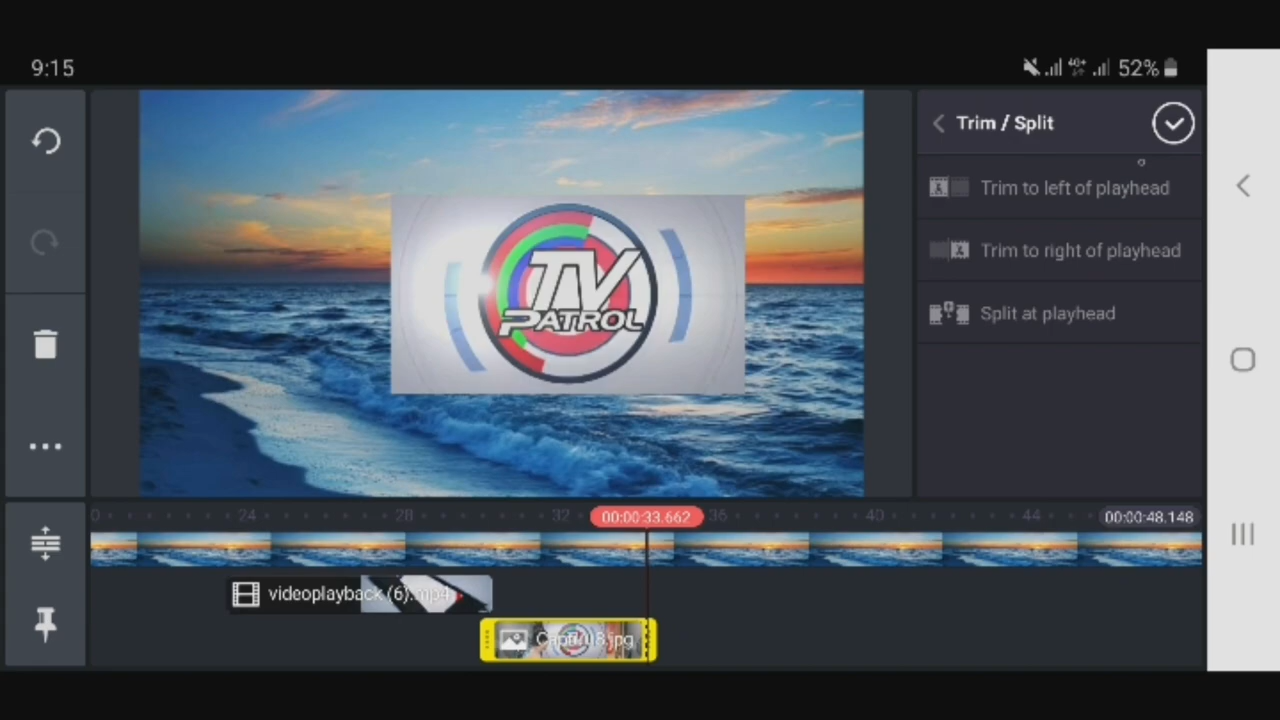 9:15
4G+
52%
Trim / Split
Trim to left of playhead
Trim to right of playhead
Split at playhead
TV
PATROL
24
28
32
00:00:33.662
36
40
44
00:00:48.148
videoplayback (6).mp4